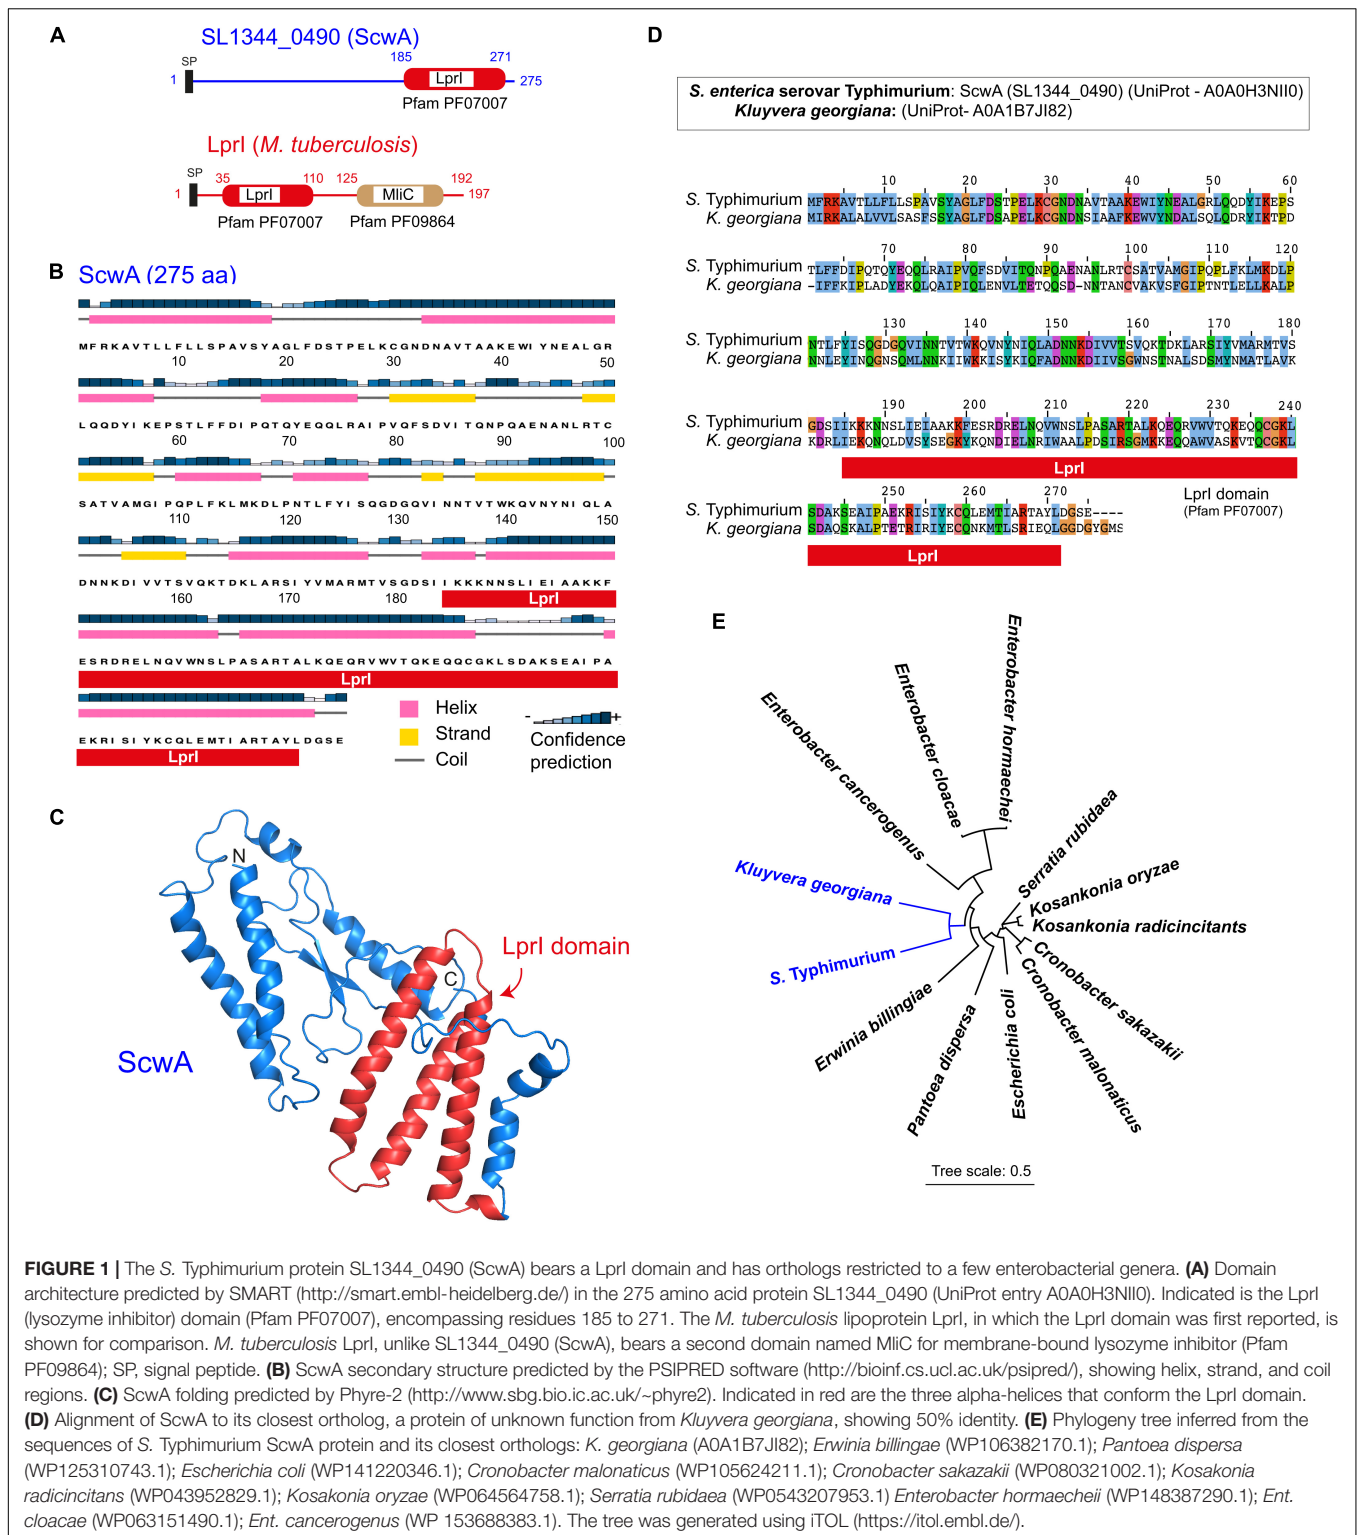 A
SL1344_0490 (ScwA)
185
271
SP
1
LprI
275
Pfam PF07007
LprI (M. tuberculosis)
SP
35
110
125
192
1
LprI
MliC
197
Pfam PF07007
Pfam PF09864
B
ScwA (275 aa)
MFRKAVTLLFLLSPAVSYAGLFDSTPELKCGNDNAVTAAKEWIYNEALGR
10 20 30 40 50
LQQDYIKEPSTLFFDIPQTQYEQQLRAIPVQFSDVITQNPQAENANLRTC
60 70 80 90 100
SATVAMGIPQPLFKLMKDLPNTLFYISQGDGQVINNTVTWKQVNYNIQLA
110 120 130 140 150
DNNKDIVVTSVQKTDKLARSIYVMARMTVSGDSIIKKKNNSLIEIAAKKF
160 170 180
LprI
ESRDRELNQVWNSLPASARTALKQEQRVWVTQKEQQCGKLSDAKSEAIPA
LprI
EKRISIYKCQLEMTIARTAYLDGSE
LprI
Helix
Strand
Coil
- +
Confidence
prediction
C
N
C
LprI domain
ScwA
D
S. enterica serovar Typhimurium: ScwA (SL1344_0490) (UniProt - A0A0H3NII0)
Kluyvera georgiana: (UniProt- A0A1B7JI82)
10 20 30 40 50 60
S. Typhimurium MFRKAVTLLFLLSPAVSYAGLFDSTPELKCGNDNAVTAAKEWIYNEALGRLQQDYIKEPS
K. georgiana MIRKALALVVLSASFSYAGLFDSAPELKCGNDNSIAAFKEWVYNDALSQLQDRYIKTPD
70 80 90 100 110 120
S. Typhimurium TLFFDIPQTQYEQQLRAIPVQFSDVITQNPQAENANLRTCSATVAMGIPQPLFKLMKDLP
K. georgiana -IFFKIPLADYEKQLQAIPIQLENVLTETQQSD-NNTANCVAKVSFGIPTNTLELLKALP
130 140 150 160 170 180
S. Typhimurium NTLFYISQGDGQVINNTVTWKQVNYNIQLADNNKDIVVTSVQKTDKLARSIYVMARMTVS
K. georgiana NNLEYINQGNSQMLNNKIIWKKISYKIQFADNNKDIVVSGWNSTNALSDSMYNMATLAVK
190 200 210 220 230 240
S. Typhimurium GDSIIKKKNNSLIEIAAKKFESRDRELNQVWNSLPASARTALKQEQRVWVTQKEQQCGKL
K. georgiana KDRLIEKQNQLDVSYSEGKYKQNDIELNRIWAALPDSIRSGMKKEQQAWVASKVTQCGKL
LprI
250 260 270
S. Typhimurium SDAKSEAIPAEKRISIYKCQLEMTIARTAYLDGSE----
K. georgiana SDAQSKALPTETRIRIYECQNKMTLSRIEQLGGDGYGMS
LprI
LprI domain
(Pfam PF07007)
E
Enterobacter hormaechei
Enterobacter cloacae
Enterobacter cancerogenus
Serratia rubidaea
Kosankonia oryzae
Kosankonia radicincitants
Kluyvera georgiana
S. Typhimurium
Cronobacter sakazakii
Cronobacter malonaticus
Escherichia coli
Pantoea dispersa
Erwinia billingiae
Tree scale: 0.5
FIGURE 1 | The S. Typhimurium protein SL1344_0490 (ScwA) bears a LprI domain and has orthologs restricted to a few enterobacterial genera. (A) Domain
architecture predicted by SMART (http://smart.embl-heidelberg.de/) in the 275 amino acid protein SL1344_0490 (UniProt entry A0A0H3NII0). Indicated is the LprI
(lysozyme inhibitor) domain (Pfam PF07007), encompassing residues 185 to 271. The M. tuberculosis lipoprotein LprI, in which the LprI domain was first reported, is
shown for comparison. M. tuberculosis LprI, unlike SL1344_0490 (ScwA), bears a second domain named MliC for membrane-bound lysozyme inhibitor (Pfam
PF09864); SP, signal peptide. (B) ScwA secondary structure predicted by the PSIPRED software (http://bioinf.cs.ucl.ac.uk/psipred/), showing helix, strand, and coil
regions. (C) ScwA folding predicted by Phyre-2 (http://www.sbg.bio.ic.ac.uk/~phyre2). Indicated in red are the three alpha-helices that conform the LprI domain.
(D) Alignment of ScwA to its closest ortholog, a protein of unknown function from Kluyvera georgiana, showing 50% identity. (E) Phylogeny tree inferred from the
sequences of S. Typhimurium ScwA protein and its closest orthologs: K. georgiana (A0A1B7JI82); Erwinia billingae (WP106382170.1); Pantoea dispersa
(WP125310743.1); Escherichia coli (WP141220346.1); Cronobacter malonaticus (WP105624211.1); Cronobacter sakazakii (WP080321002.1); Kosakonia
radicincitans (WP043952829.1); Kosakonia oryzae (WP064564758.1); Serratia rubidaea (WP0543207953.1) Enterobacter hormaecheii (WP148387290.1); Ent.
cloacae (WP063151490.1); Ent. cancerogenus (WP 153688383.1). The tree was generated using iTOL (https://itol.embl.de/).